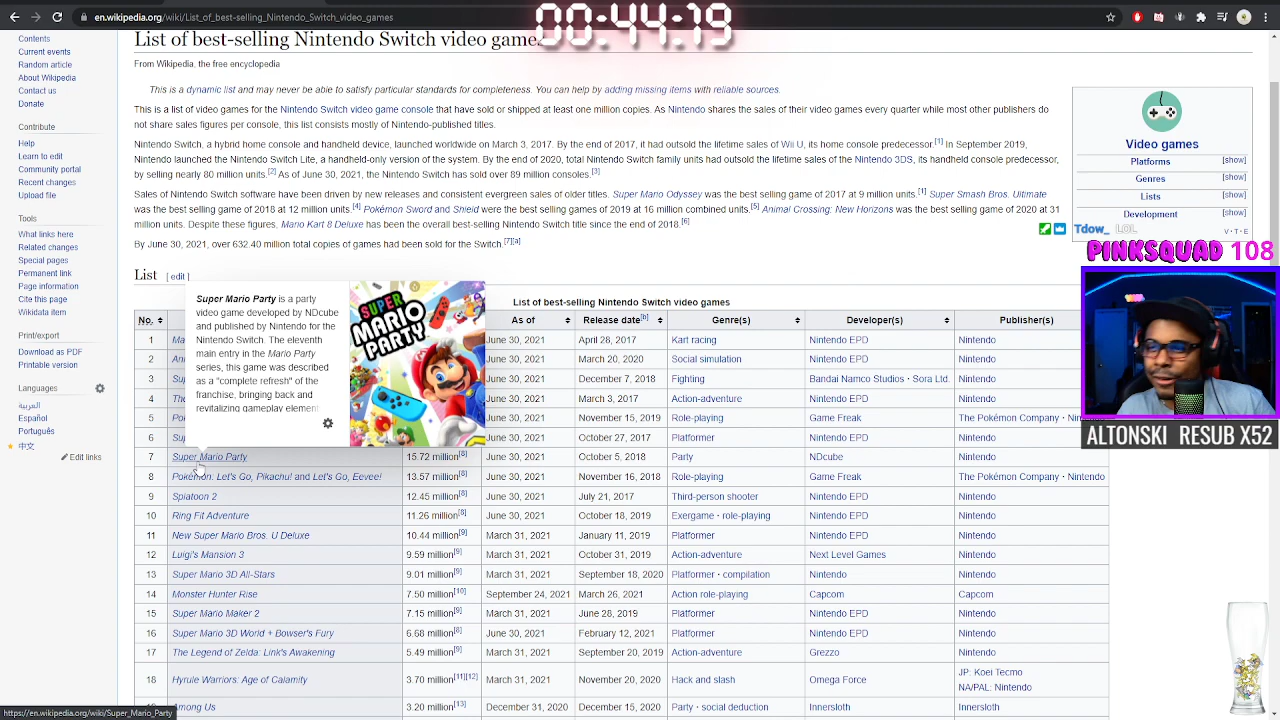 en.wikipedia.org/wiki/List_of_best-selling_Nintendo_Switch_video_games
00:44:19
Contents
Current events
Random article
About Wikipedia
Contact us
Donate
Contribute
Help
Learn to edit
Community portal
Recent changes
Upload file
Tools
What links here
Related changes
Special pages
Permanent link
Page information
Cite this page
Wikidata item
Print/export
Download as PDF
Printable version
Languages
العربية
Español
Português
中文
Edit links
List of best-selling Nintendo Switch video game
From Wikipedia, the free encyclopedia
This is a dynamic list and may never be able to satisfy particular standards for completeness. You can help by adding missing items with reliable sources.
This is a list of video games for the Nintendo Switch video game console that have sold or shipped at least one million copies. As Nintendo shares the sales of their video games every quarter while most other publishers do
not share sales figures per console, this list consists mostly of Nintendo-published titles.
Nintendo Switch, a hybrid home console and handheld device, launched worldwide on March 3, 2017. By the end of 2017, it had outsold the lifetime sales of Wii U, its home console predecessor.[1] In September 2019,
Nintendo launched the Nintendo Switch Lite, a handheld-only version of the system. By the end of 2020, total Nintendo Switch family units had outsold the lifetime sales of Nintendo 3DS, its handheld console predecessor,
by selling nearly 80 million units.[2] As of June 30, 2021, the Nintendo Switch had sold over 89 million consoles.[3]
Sales of Nintendo Switch software have been driven by new releases and consistent evergreen sales of older titles. Super Mario Odyssey was the best selling game of 2017 at 9 million units.[1] Super Smash Bros. Ultimate
was the best selling game of 2018 at 12 million units.[4] Pokémon Sword and Shield were the best selling games of 2019 at 16 million combined units.[5] Animal Crossing: New Horizons was the best selling game of 2020 at 31
million units. Despite these figures, Mario Kart 8 Deluxe has been the overall best-selling Nintendo Switch title since the end of 2018.[6]
By June 30, 2021, over 632.40 million total copies of games had been sold for the Switch.[7][a]
Video games
Platforms [show]
Genres [show]
Lists [show]
Development [show]
V · T · E
Tdow_ LOL
PINKSQUAD 108
ALTONSKI RESUB X52
List [ edit ]
Super Mario Party is a party
video game developed by NDcube
and published by Nintendo for the
Nintendo Switch. The eleventh
main entry in the Mario Party
series, this game was described
as a "complete refresh" of the
franchise, bringing back and
revitalizing gameplay element
SUPER
MARIO
PARTY
List of best-selling Nintendo Switch video games
No. As of Release date[b] Genre(s) Developer(s) Publisher(s)
1 Ma June 30, 2021 April 28, 2017 Kart racing Nintendo EPD Nintendo
2 An June 30, 2021 March 20, 2020 Social simulation Nintendo EPD Nintendo
3 Sup June 30, 2021 December 7, 2018 Fighting Bandai Namco Studios · Sora Ltd. Nintendo
4 The June 30, 2021 March 3, 2017 Action-adventure Nintendo EPD Nintendo
5 Pok June 30, 2021 November 15, 2019 Role-playing Game Freak The Pokémon Company · Nintendo
6 Sup June 30, 2021 October 27, 2017 Platformer Nintendo EPD Nintendo
7 Super Mario Party 15.72 million[8] June 30, 2021 October 5, 2018 Party NDcube Nintendo
8 Pokémon: Let's Go, Pikachu! and Let's Go, Eevee! 13.57 million[8] June 30, 2021 November 16, 2018 Role-playing Game Freak The Pokémon Company · Nintendo
9 Splatoon 2 12.45 million[8] June 30, 2021 July 21, 2017 Third-person shooter Nintendo EPD Nintendo
10 Ring Fit Adventure 11.26 million[8] June 30, 2021 October 18, 2019 Exergame · role-playing Nintendo EPD Nintendo
11 New Super Mario Bros. U Deluxe 10.44 million[9] March 31, 2021 January 11, 2019 Platformer Nintendo EPD Nintendo
12 Luigi's Mansion 3 9.59 million[9] March 31, 2021 October 31, 2019 Action-adventure Next Level Games Nintendo
13 Super Mario 3D All-Stars 9.01 million[9] March 31, 2021 September 18, 2020 Platformer · compilation Nintendo Nintendo
14 Monster Hunter Rise 7.50 million[10] September 24, 2021 March 26, 2021 Action role-playing Capcom Capcom
15 Super Mario Maker 2 7.15 million[9] March 31, 2021 June 28, 2019 Platformer Nintendo EPD Nintendo
16 Super Mario 3D World + Bowser's Fury 6.68 million[8] June 30, 2021 February 12, 2021 Platformer Nintendo EPD Nintendo
17 The Legend of Zelda: Link's Awakening 5.49 million[9] March 31, 2021 September 20, 2019 Action-adventure Grezzo Nintendo
18 Hyrule Warriors: Age of Calamity 3.70 million[11][12] March 31, 2021 November 20, 2020 Hack and slash Omega Force JP: Koei Tecmo
NA/PAL: Nintendo
Among Us 3.20 million[13] December 31, 2020 December 15, 2020 Party · social deduction Innersloth Innersloth
https://en.wikipedia.org/wiki/Super_Mario_Party